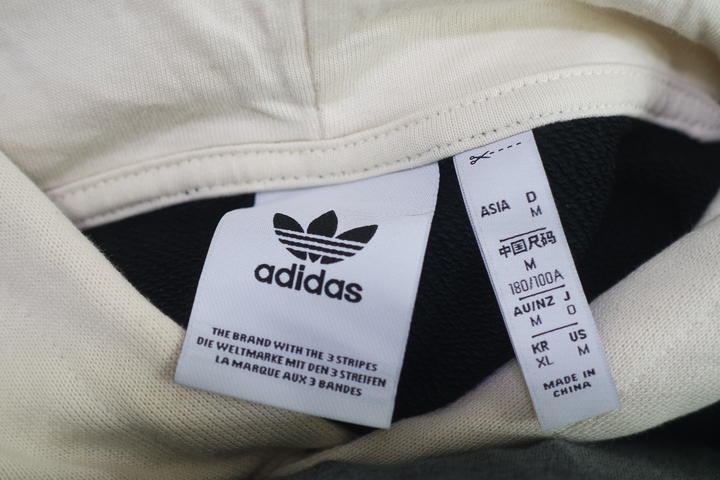 adidas
THE BRAND WITH THE 3 STRIPES
DIE WELTMARKE MIT DEN 3 STREIFEN
LA MARQUE AUX 3 BANDES
ASIA D
M
中国尺码
M
180/100A
AU/NZ J
M O
KR US
XL M
MADE IN
CHINA